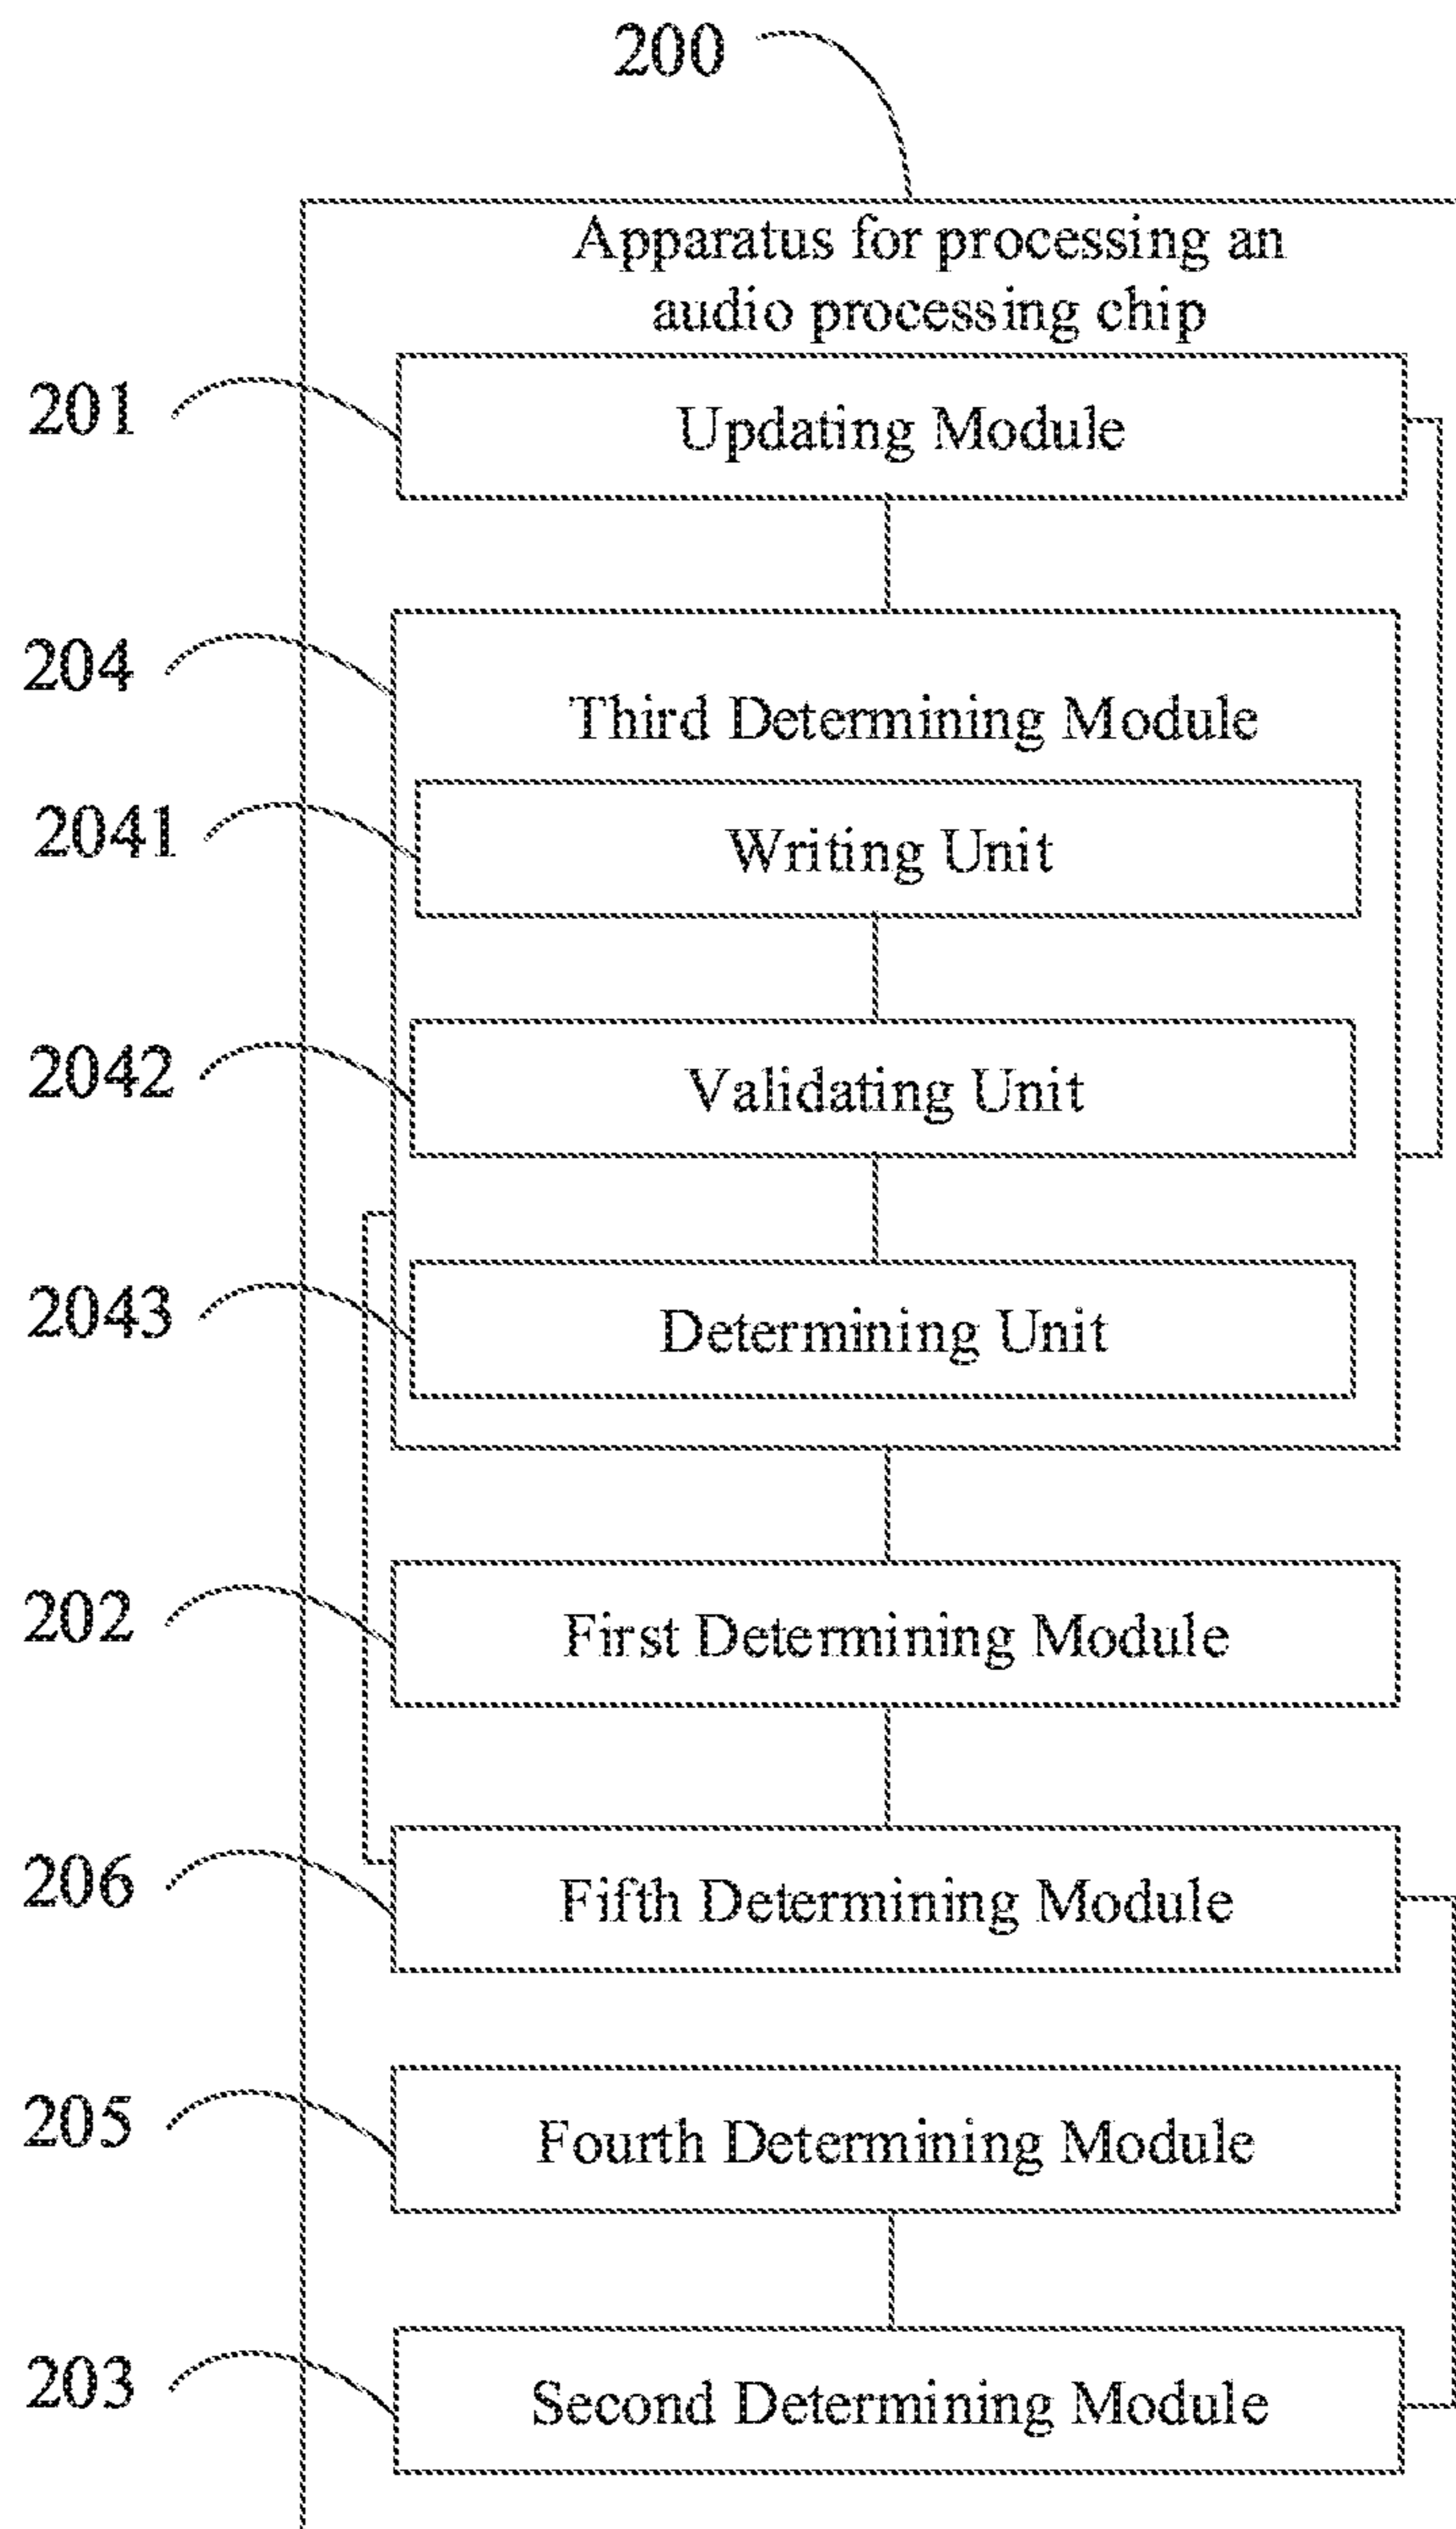 200
Apparatus for processing an
audio processing chip
201
Updating Module
204
Third Determining Module
2041
Writing Unit
2042
Validating Unit
2043
Determining Unit
202
First Determining Module
206
Fifth Determining Module
205
Fourth Determining Module
203
Second Determining Module